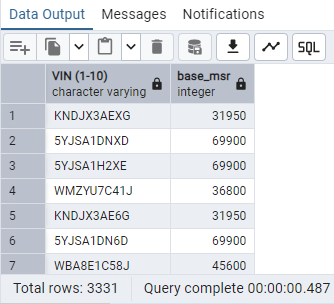 Data Output Messages Notifications
SQL
VIN (1-10) base_msr
character varying integer
1 KNDJX3AEXG 31950
2 5YJSA1DNXD 69900
3 5YJSA1H2XE 69900
4 WMZYU7C41J 36800
5 KNDJX3AE6G 31950
6 5YJSA1DN6D 69900
7 WBA8E1C58J 45600
Total rows: 3331 Query complete 00:00:00.487